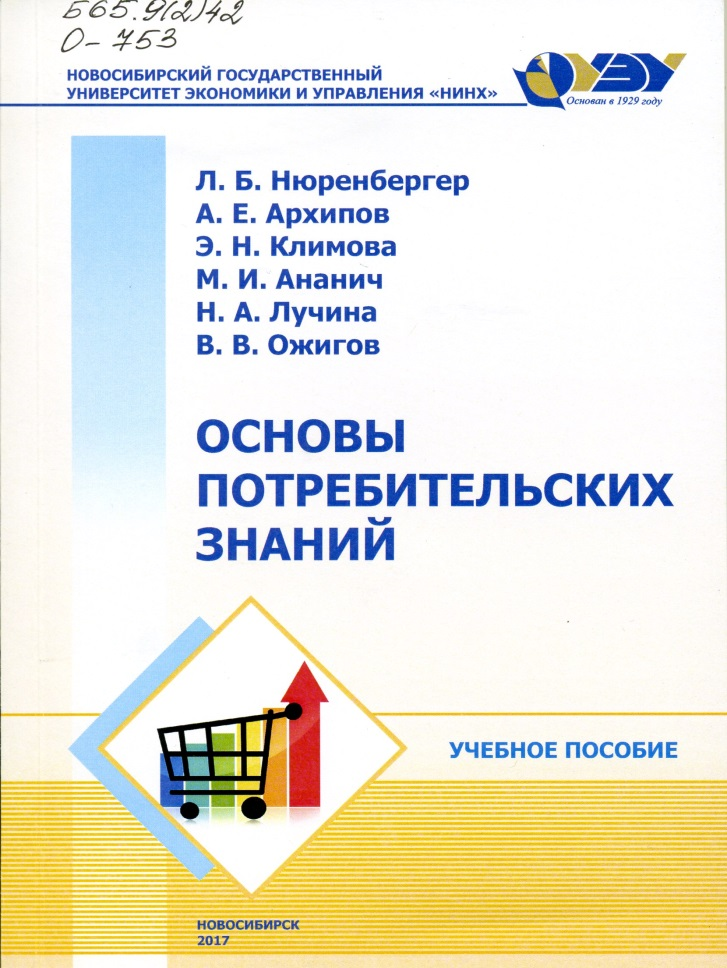 Б65.9(2)42
О-753
НОВОСИБИРСКИЙ ГОСУДАРСТВЕННЫЙ
УНИВЕРСИТЕТ ЭКОНОМИКИ И УПРАВЛЕНИЯ «НИНХ»
УЭУ
Основан в 1929 году
Л. Б. Нюренбергер
А. Е. Архипов
Э. Н. Климова
М. И. Ананич
Н. А. Лучина
В. В. Ожигов
ОСНОВЫ
ПОТРЕБИТЕЛЬСКИХ
ЗНАНИЙ
УЧЕБНОЕ ПОСОБИЕ
НОВОСИБИРСК
2017